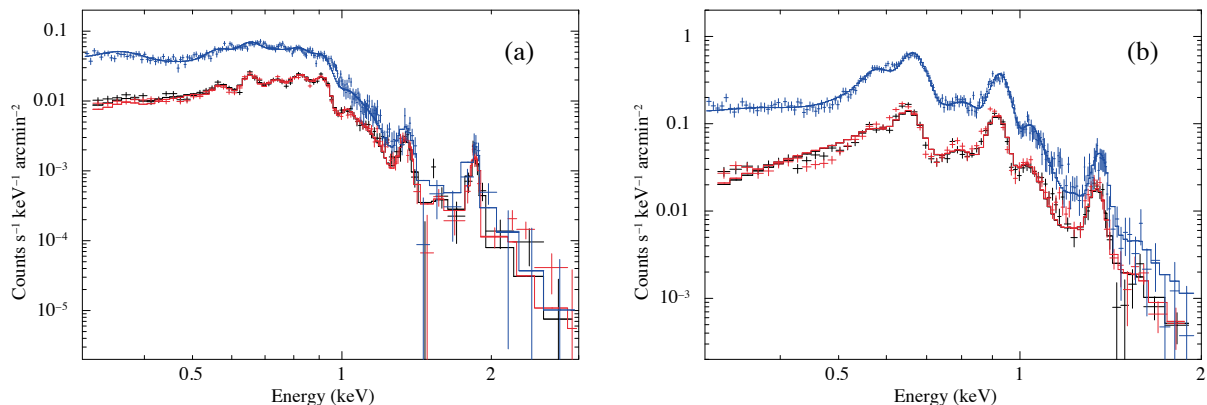 (a)
0.1
0.01
10⁻³
10⁻⁴
10⁻⁵
Counts s⁻¹ keV⁻¹ arcmin⁻²
0.5
1
2
Energy (keV)
(b)
1
0.1
0.01
10⁻³
Counts s⁻¹ keV⁻¹ arcmin⁻²
0.5
1
2
Energy (keV)